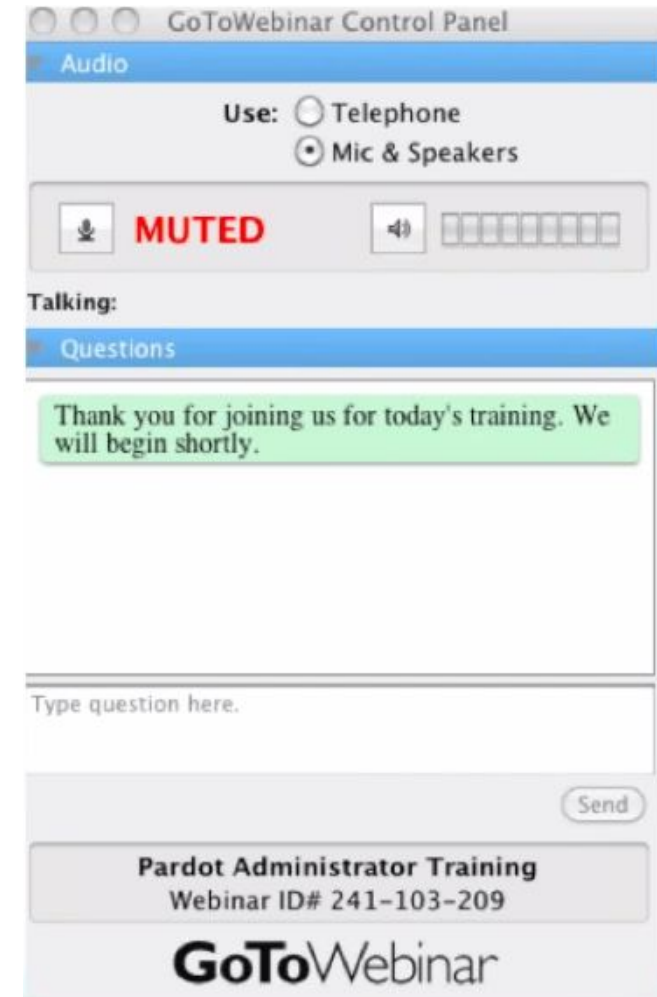 GoToWebinar Control Panel
Audio
Use: Telephone
Mic & Speakers
MUTED
Talking:
Questions
Thank you for joining us for today's training. We
will begin shortly.
Type question here.
Send
Pardot Administrator Training
Webinar ID# 241-103-209
GoToWebinar